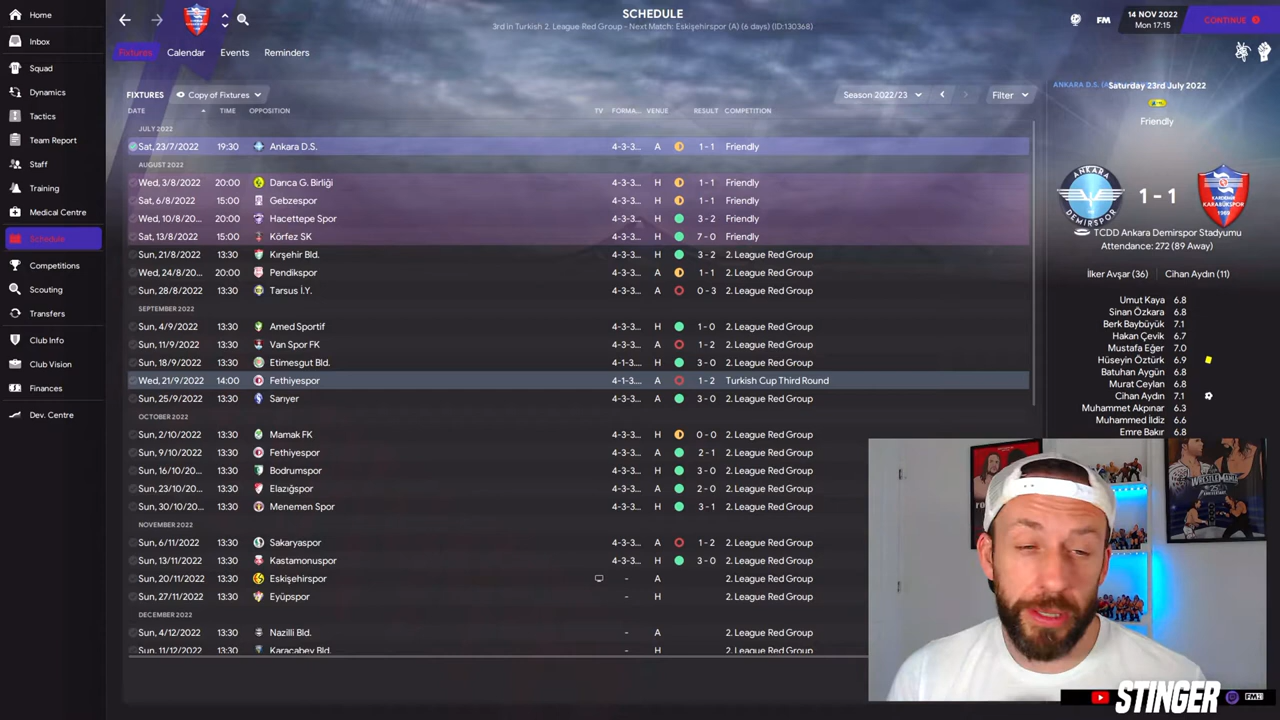 Home
SCHEDULE
3rd in Turkish 2. League Red Group - Next Match: Eskişehirspor (A) (6 days) (ID:130368)
FM
14 NOV 2022
Mon 17:15
CONTINUE
Inbox
Squad
Dynamics
Tactics
Team Report
Staff
Training
Medical Centre
Schedule
Competitions
Scouting
Transfers
Club Info
Club Vision
Finances
Dev. Centre
Fixtures Calendar Events Reminders
FIXTURES Copy of Fixtures Season 2022/23 Filter
DATE TIME OPPOSITION TV FORMA... VENUE RESULT COMPETITION
JULY 2022
Sat, 23/7/2022 19:30 Ankara D.S. 4-3-3... A 1-1 Friendly
AUGUST 2022
Wed, 3/8/2022 20:00 Darıca G. Birliği 4-3-3... H 1-1 Friendly
Sat, 6/8/2022 15:00 Gebzespor 4-3-3... H 1-1 Friendly
Wed, 10/8/20... 20:00 Hacettepe Spor 4-3-3... H 3-2 Friendly
Sat, 13/8/2022 15:00 Körfez SK 4-3-3... H 7-0 Friendly
Sun, 21/8/2022 13:30 Kırşehir Bld. 4-3-3... H 3-2 2. League Red Group
Wed, 24/8/20... 20:00 Pendikspor 4-3-3... A 1-1 2. League Red Group
Sun, 28/8/2022 13:30 Tarsus İ.Y. 4-3-3... A 0-3 2. League Red Group
SEPTEMBER 2022
Sun, 4/9/2022 13:30 Amed Sportif 4-3-3... H 1-0 2. League Red Group
Sun, 11/9/2022 13:30 Van Spor FK 4-3-3... A 1-2 2. League Red Group
Sun, 18/9/2022 13:30 Etimesgut Bld. 4-1-3... H 3-0 2. League Red Group
Wed, 21/9/2022 14:00 Fethiyespor 4-1-3... A 1-2 Turkish Cup Third Round
Sun, 25/9/2022 13:30 Sarıyer 4-3-3... A 3-0 2. League Red Group
OCTOBER 2022
Sun, 2/10/2022 13:30 Mamak FK 4-3-3... H 0-0 2. League Red Group
Sun, 9/10/2022 13:30 Fethiyespor 4-3-3... A 2-1 2. League Red Group
Sun, 16/10/20... 13:30 Bodrumspor 4-3-3... H 3-0 2. League Red Group
Sun, 23/10/20... 13:30 Elazığspor 4-3-3... A 2-0 2. League Red Group
Sun, 30/10/20... 13:30 Menemen Spor 4-3-3... H 3-1 2. League Red Group
NOVEMBER 2022
Sun, 6/11/2022 13:30 Sakaryaspor 4-3-3... A 1-2 2. League Red Group
Sun, 13/11/2022 13:30 Kastamonuspor 4-3-3... H 3-0 2. League Red Group
Sun, 20/11/2022 13:30 Eskişehirspor - A 2. League Red Group
Sun, 27/11/2022 13:30 Eyüpspor - H 2. League Red Group
DECEMBER 2022
Sun, 4/12/2022 13:30 Nazilli Bld. - A 2. League Red Group
Sun, 11/12/2022 13:30 Karacabey Bld. - H 2. League Red Group
ANKARA D.S. Saturday 23rd July 2022
Friendly
ANKARA
DEMİRSPOR
1 - 1
KARDEMİR
KARABÜKSPOR
1969
TCDD Ankara Demirspor Stadyumu
Attendance: 272 (89 Away)
İlker Avşar (36) Cihan Aydın (11)
Umut Kaya 6.8
Sinan Özkara 6.8
Berk Baybüyük 7.1
Hakan Çevik 6.7
Mustafa Eğer 7.0
Hüseyin Öztürk 6.9
Batuhan Aygün 6.8
Murat Ceylan 6.8
Cihan Aydın 7.1
Muhammet Akpınar 6.3
Muhammed İldiz 6.6
Emre Bakır 6.8
WRESTLEMANIA
STINGER